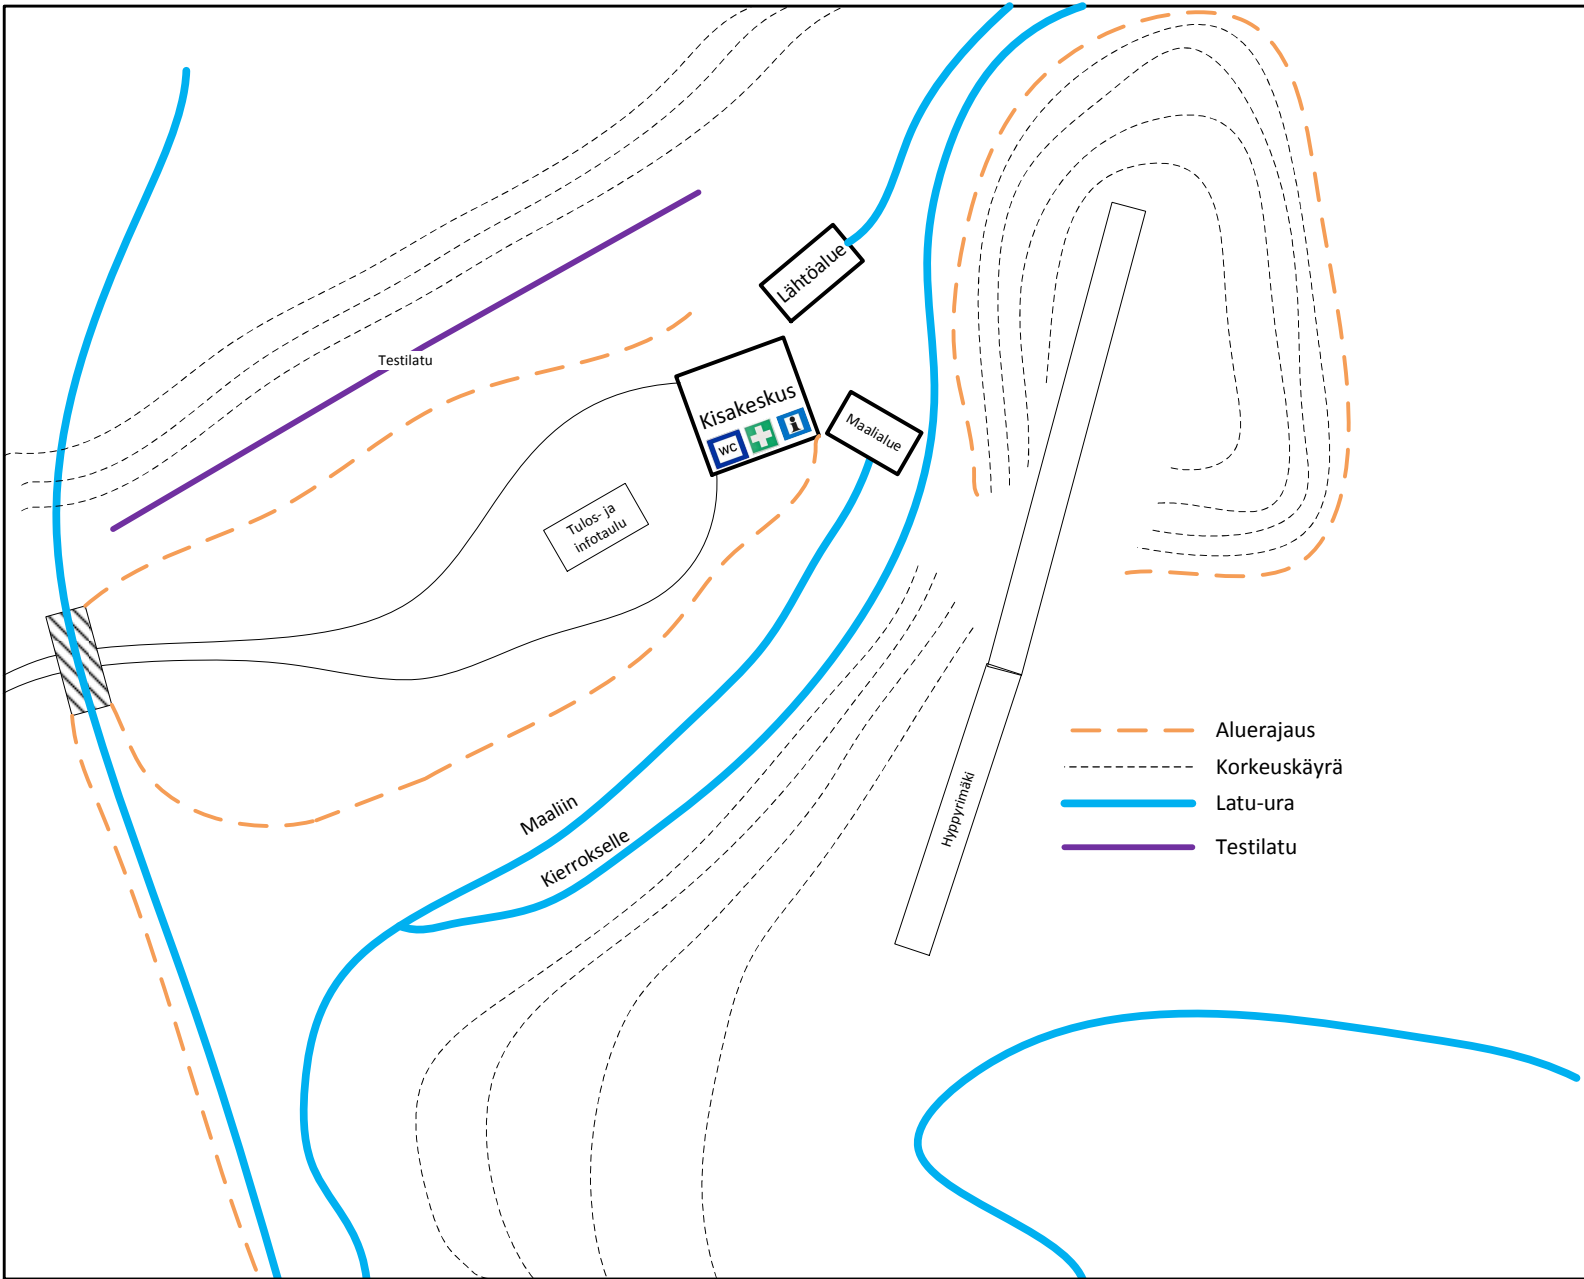 Lähtöalue
Testilatu
Kisakeskus
WC
i
Maalialue
Tulos- ja
infotaulu
Aluerajaus
Korkeuskäyrä
Latu-ura
Testilatu
Hyppyrimäki
Maaliin
Kierrokselle